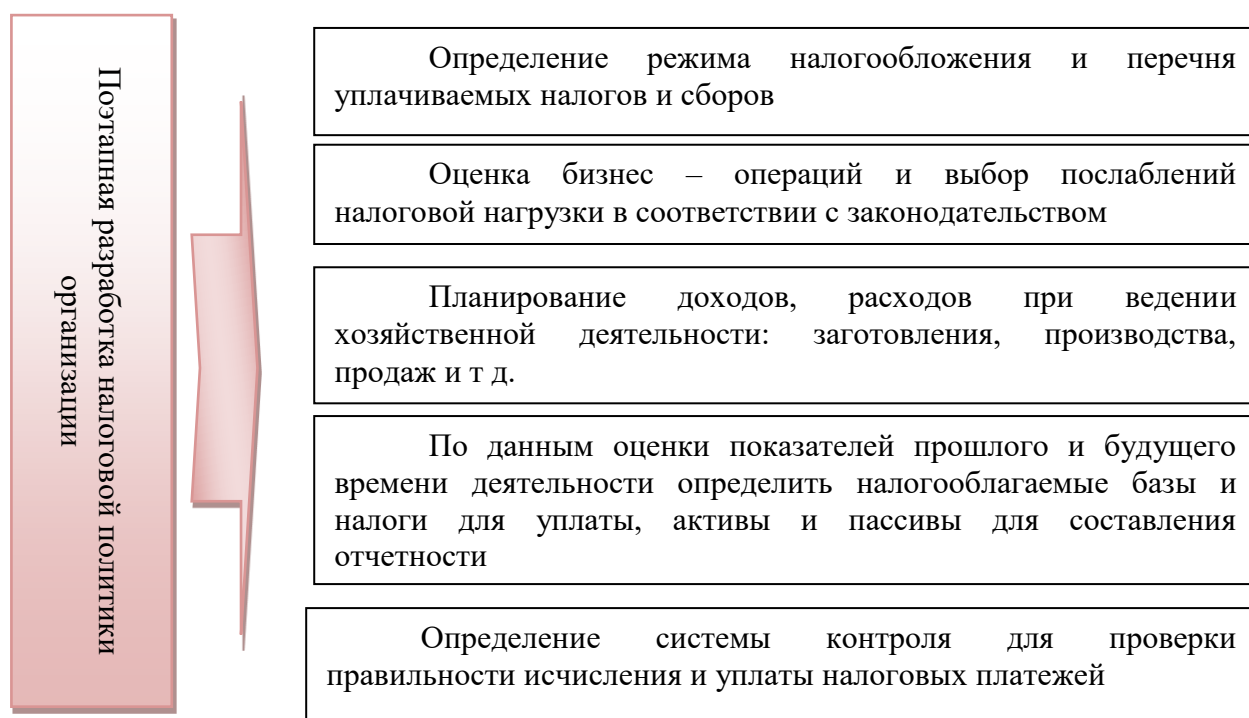 Поэтапная разработка налоговой политики
организации
Определение режима налогообложения и перечня
уплачиваемых налогов и сборов
Оценка бизнес – операций и выбор послаблений
налоговой нагрузки в соответствии с законодательством
Планирование доходов, расходов при ведении
хозяйственной деятельности: заготовления, производства,
продаж и т д.
По данным оценки показателей прошлого и будущего
времени деятельности определить налогооблагаемые базы и
налоги для уплаты, активы и пассивы для составления
отчетности
Определение системы контроля для проверки
правильности исчисления и уплаты налоговых платежей